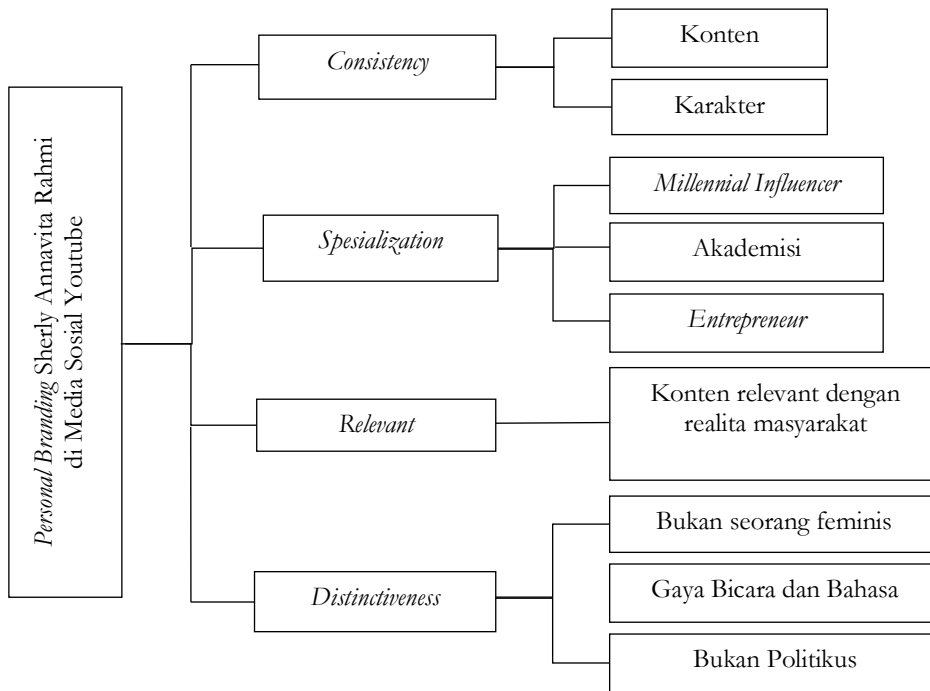 Personal Branding Sherly Annavita Rahmi
di Media Sosial Youtube
Consistency
Konten
Karakter
Spesialization
Millennial Influencer
Akademisi
Entrepreneur
Relevant
Konten relevant dengan
realita masyarakat
Distinctiveness
Bukan seorang feminis
Gaya Bicara dan Bahasa
Bukan Politikus